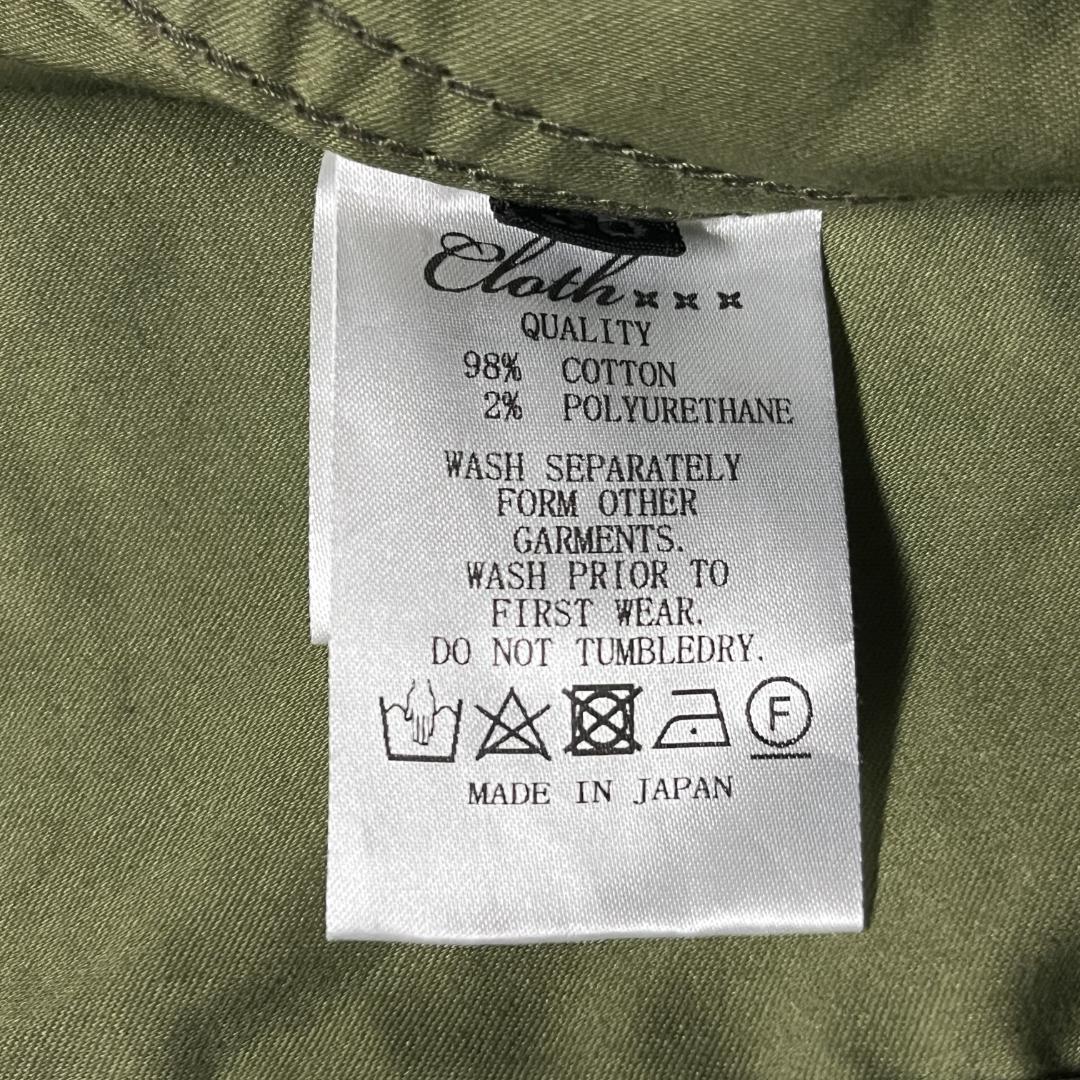 Cloth
QUALITY
98% COTTON
2% POLYURETHANE
WASH SEPARATELY
FORM OTHER
GARMENTS.
WASH PRIOR TO
FIRST WEAR.
DO NOT TUMBLEDRY.
F
MADE IN JAPAN